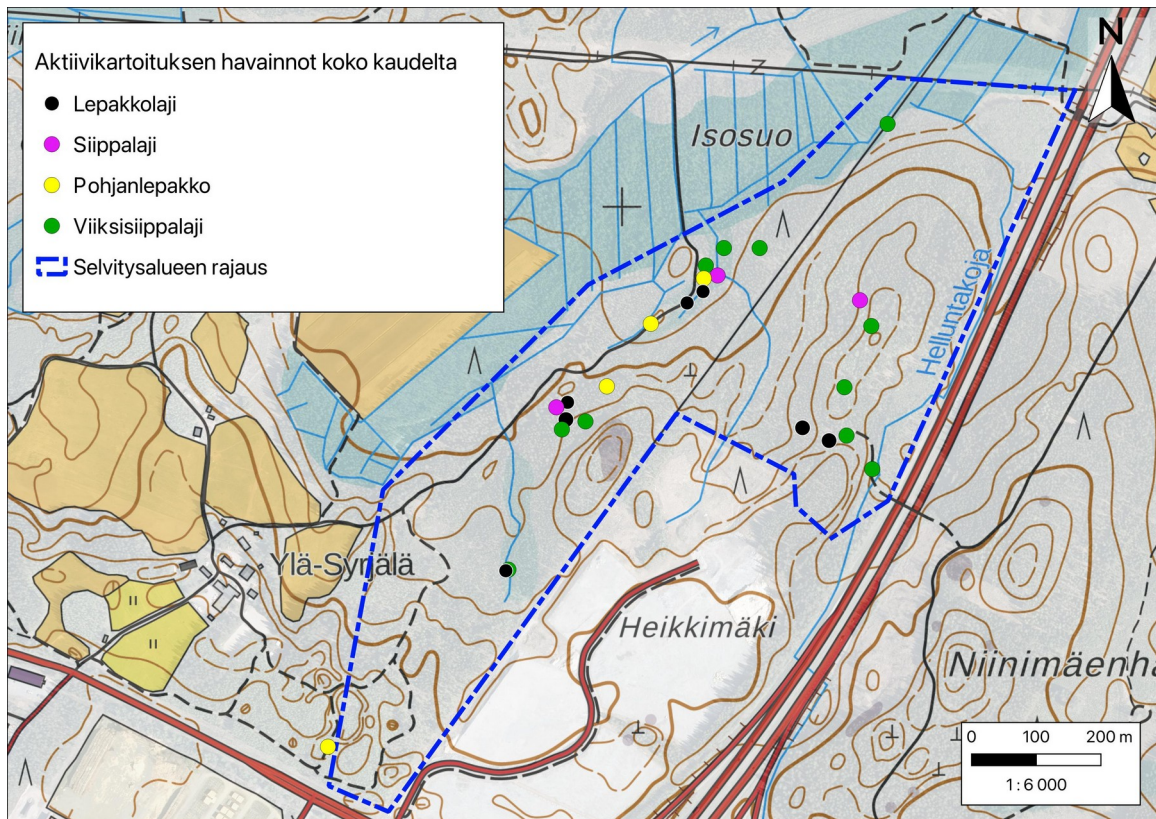 Aktiivikartoituksen havainnot koko kaudelta
Lepakkolaji
Siippalaji
Pohjanlepakko
Viiksisiippalaji
Selvitysalueen rajaus
N
Isosuo
Helluntakoja
Ylä-Syrjälä
Heikkimäki
Niinimäenha
0 100 200 m
1:6 000